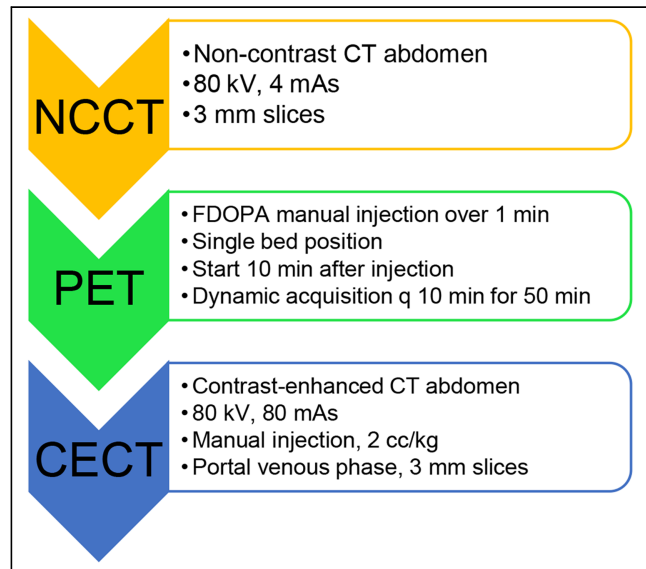 NCCT
•Non-contrast CT abdomen
•80 kV, 4 mAs
•3 mm slices
PET
•FDOPA manual injection over 1 min
•Single bed position
•Start 10 min after injection
•Dynamic acquisition q 10 min for 50 min
CECT
•Contrast-enhanced CT abdomen
•80 kV, 80 mAs
•Manual injection, 2 cc/kg
•Portal venous phase, 3 mm slices